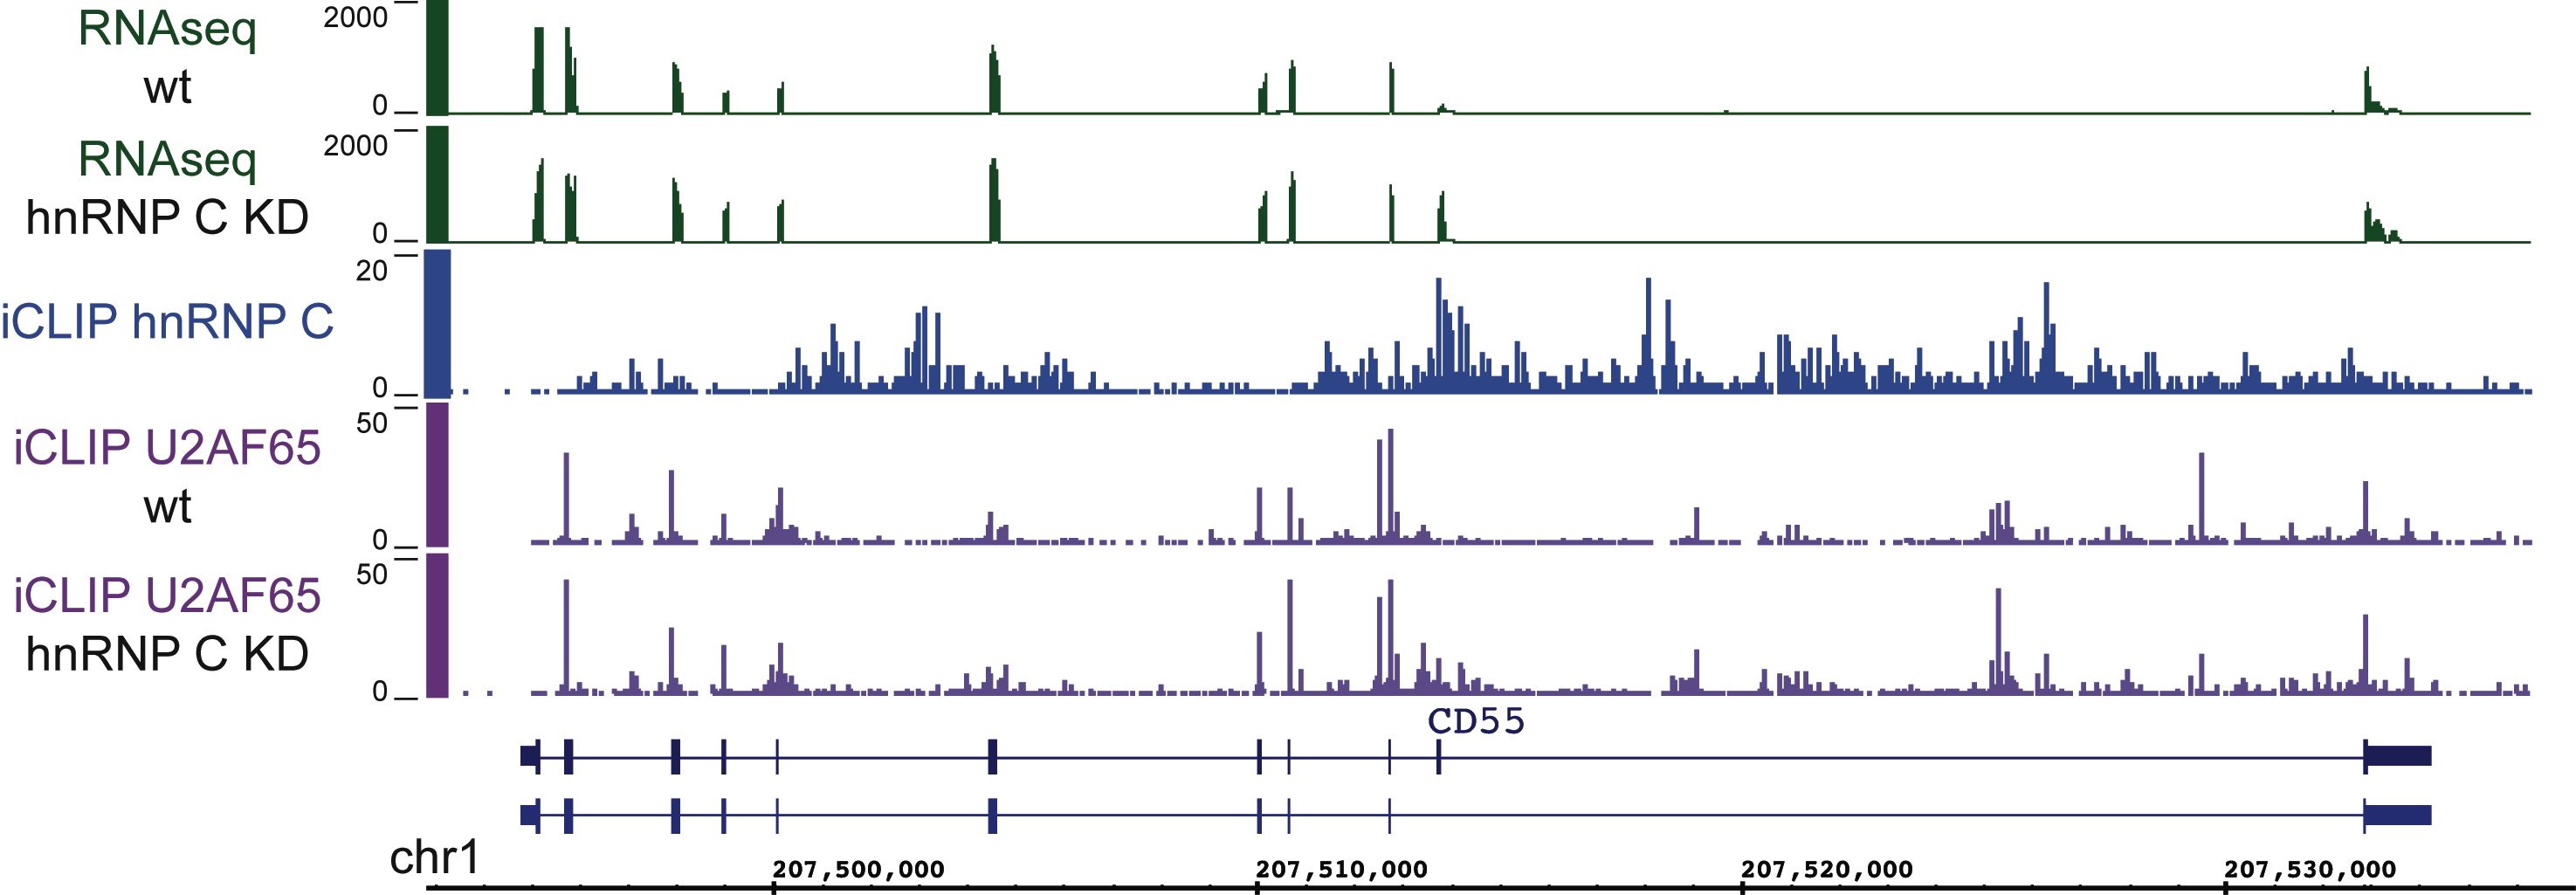 RNAseq
wt
2000
0
RNAseq
hnRNP C KD
2000
0
iCLIP hnRNP C
20
0
iCLIP U2AF65
wt
50
0
iCLIP U2AF65
hnRNP C KD
50
0
CD55
chr1
207,500,000 207,510,000 207,520,000 207,530,000